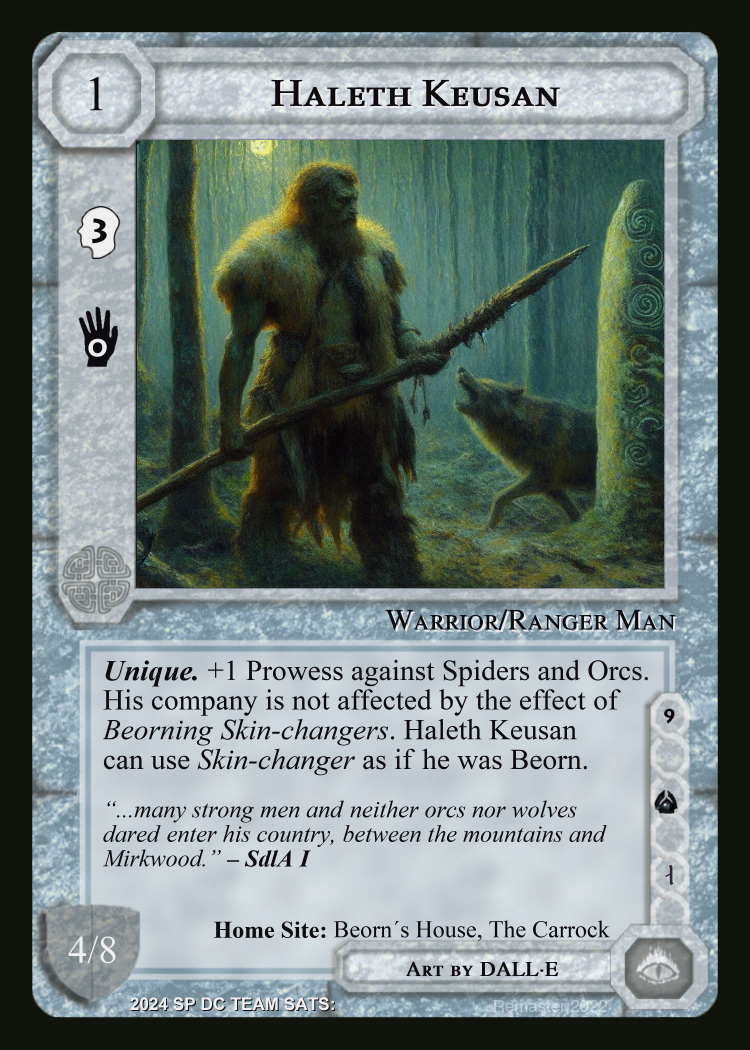 1
Haleth Keusan
3
Warrior/Ranger Man
Unique. +1 Prowess against Spiders and Orcs.
His company is not affected by the effect of
Beorning Skin-changers. Haleth Keusan
can use Skin-changer as if he was Beorn.
“...many strong men and neither orcs nor wolves
dared enter his country, between the mountains and
Mirkwood.” – SdlA I
9
Home Site: Beorn´s House, The Carrock
4/8
Art by DALL·E
2024 SP DC TEAM SATS:
Remaster 2022